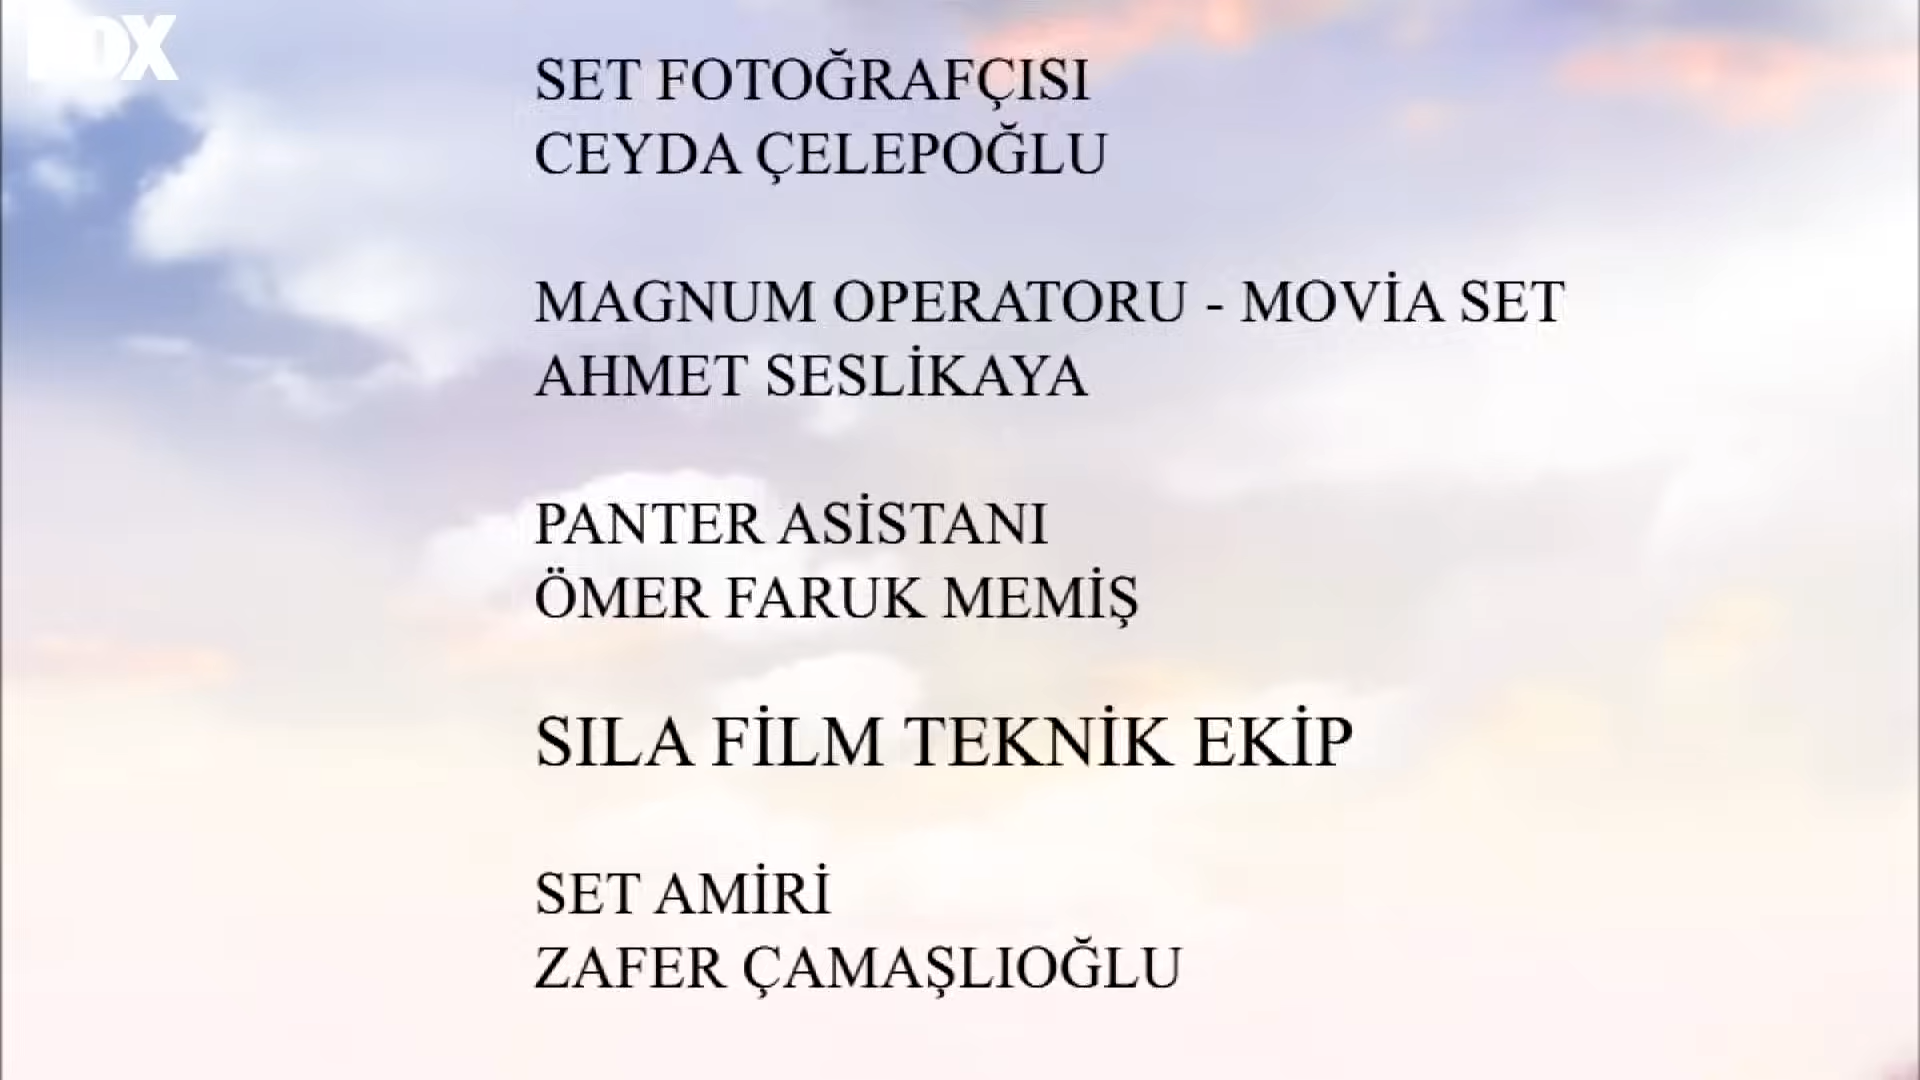 SET FOTOĞRAFÇISI
CEYDA ÇELEPOĞLU
MAGNUM OPERATORU - MOVİA SET
AHMET SESLİKAYA
PANTER ASİSTANI
ÖMER FARUK MEMİŞ
SILA FİLM TEKNİK EKİP
SET AMİRİ
ZAFER ÇAMAŞLIOĞLU